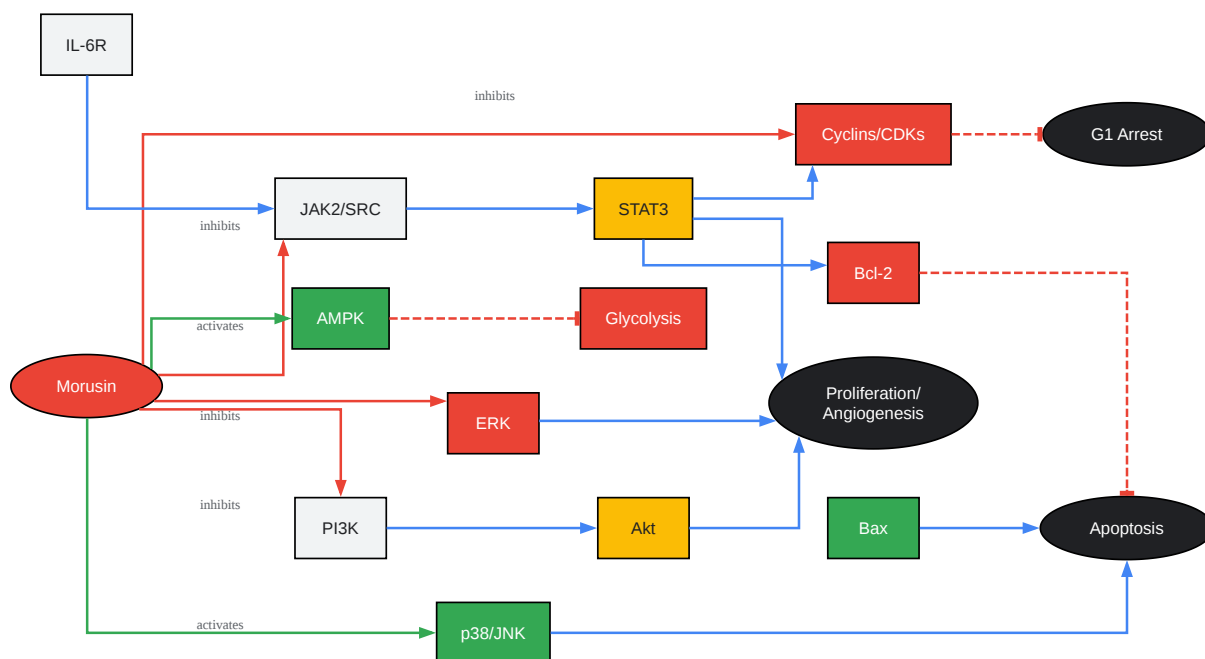 IL-6R
inhibits
Cyclins/CDKs
G1 Arrest
JAK2/SRC
STAT3
inhibits
Bcl-2
AMPK
Glycolysis
activates
Morusin
Proliferation/
Angiogenesis
inhibits
ERK
inhibits
PI3K
Akt
Bax
Apoptosis
activates
p38/JNK